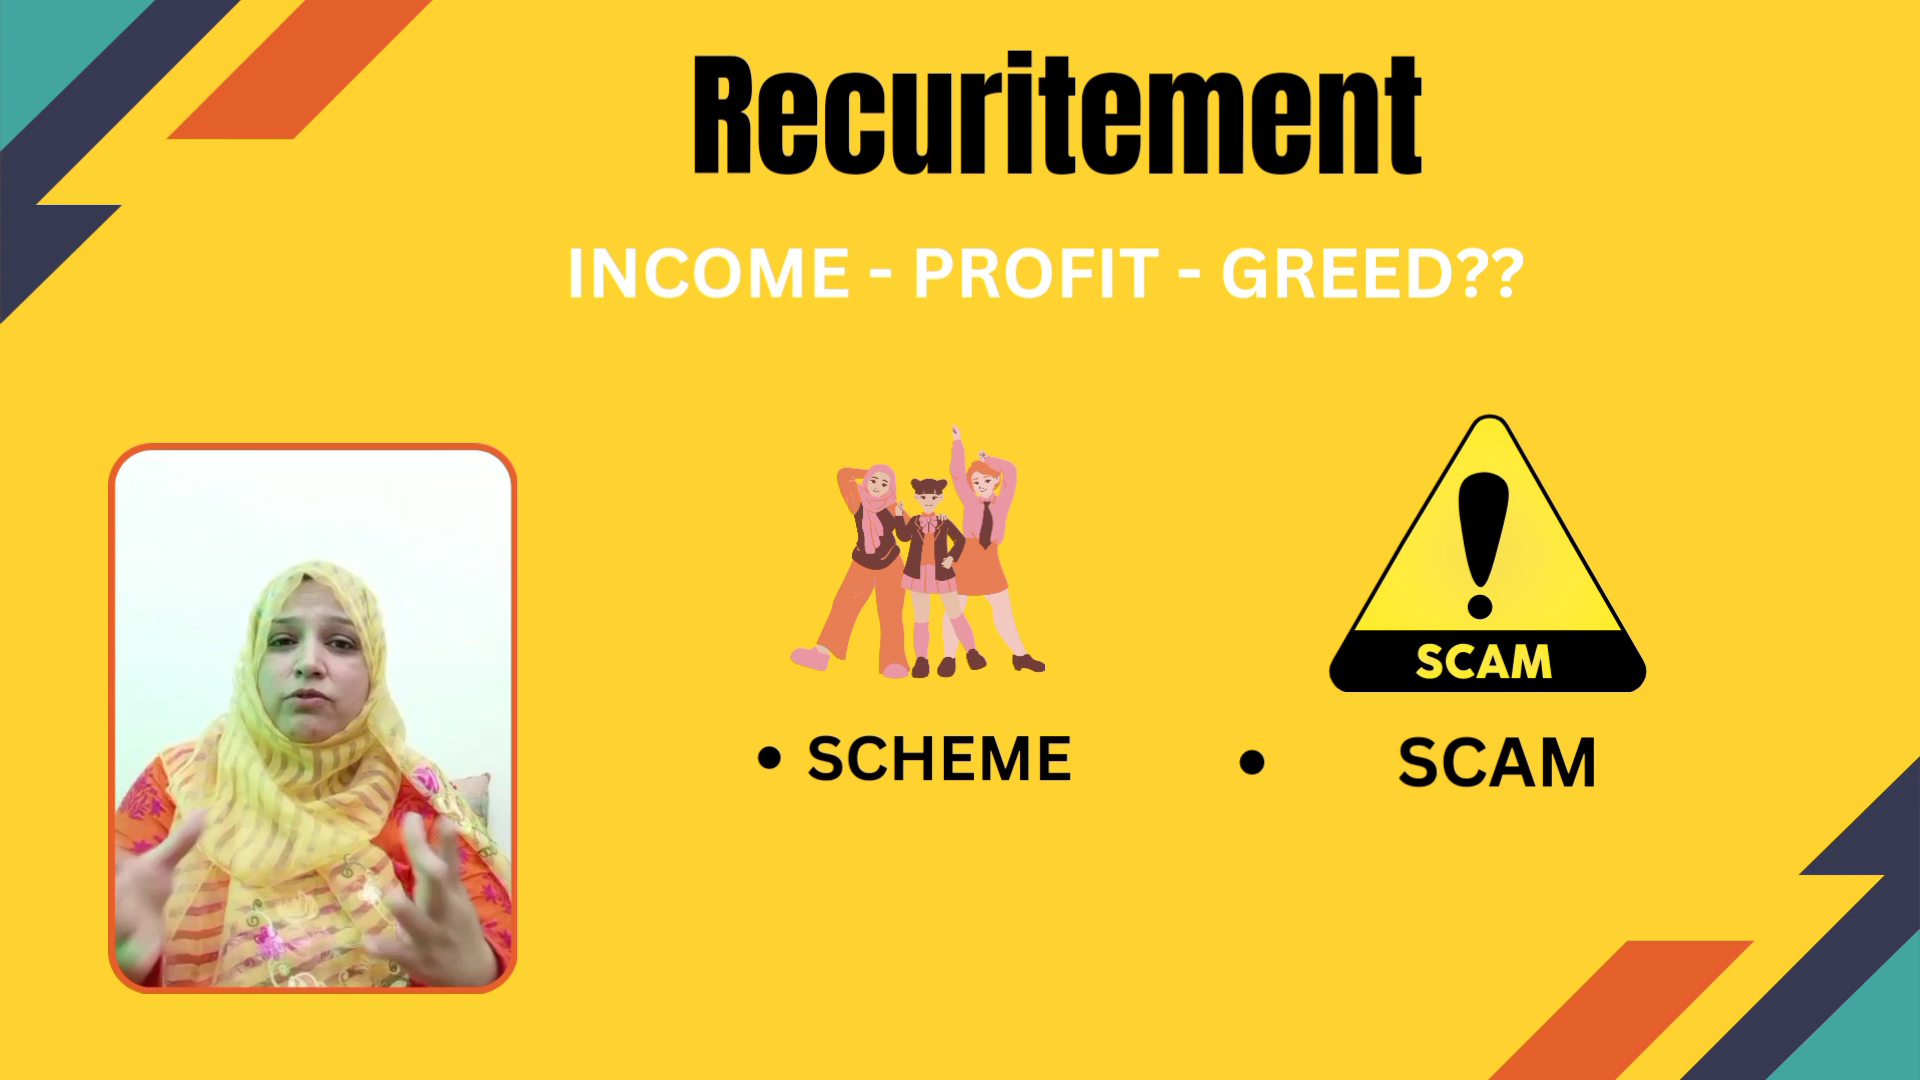 Recuritement
INCOME - PROFIT - GREED??
SCAM
• SCHEME
• SCAM